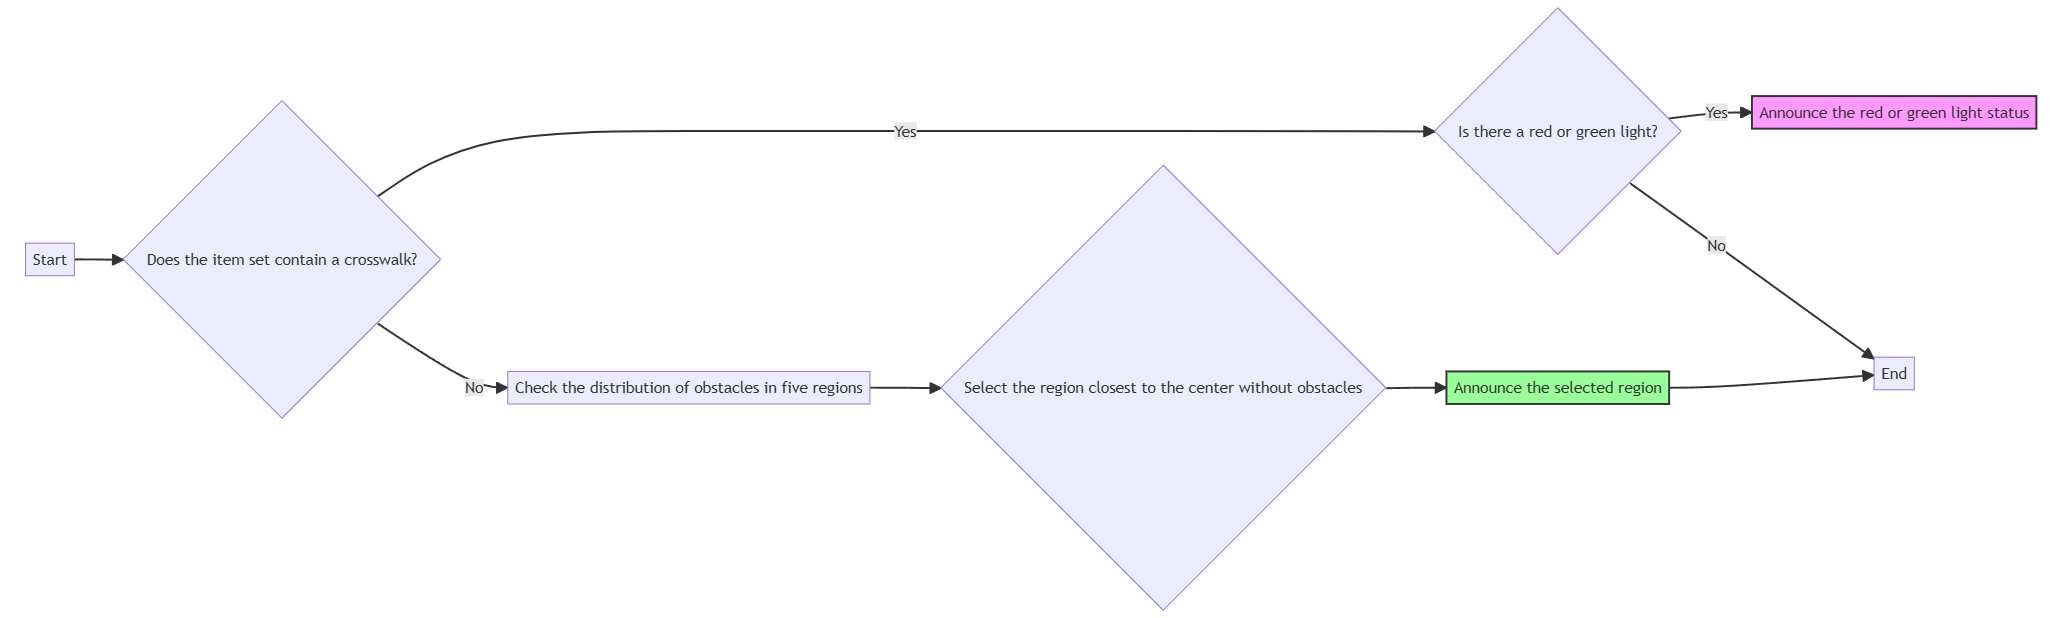 Start
Does the item set contain a crosswalk?
Yes
Is there a red or green light?
Yes
Announce the red or green light status
No
No
Check the distribution of obstacles in five regions
Select the region closest to the center without obstacles
Announce the selected region
End